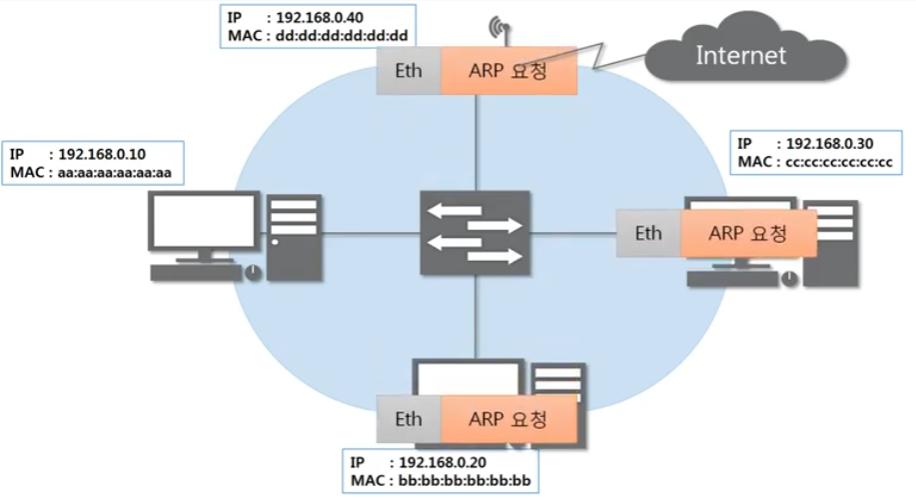 IP : 192.168.0.40
MAC : dd:dd:dd:dd:dd:dd
Eth
ARP 요청
Internet
IP : 192.168.0.10
MAC : aa:aa:aa:aa:aa:aa
IP : 192.168.0.30
MAC : cc:cc:cc:cc:cc:cc
Eth
ARP 요청
Eth
ARP 요청
IP : 192.168.0.20
MAC : bb:bb:bb:bb:bb:bb